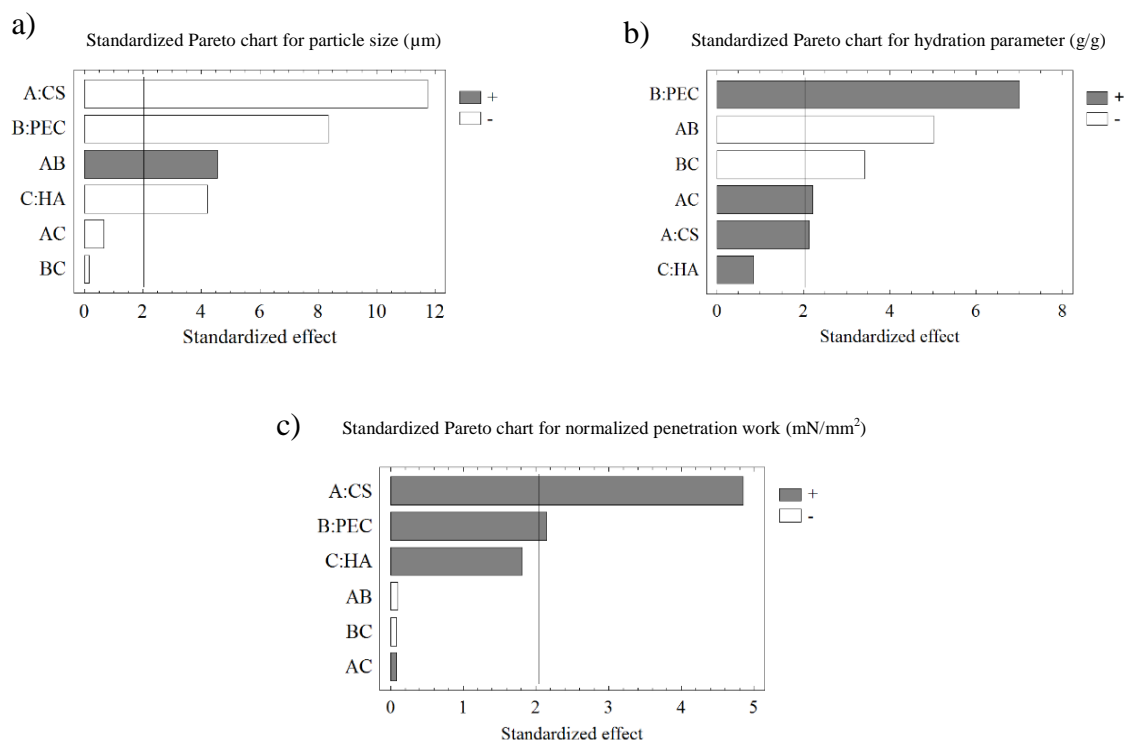 a)
Standardized Pareto chart for particle size (µm)
A:CS
B:PEC
AB
C:HA
AC
BC
0 2 4 6 8 10 12
Standardized effect
+
-
b)
Standardized Pareto chart for hydration parameter (g/g)
B:PEC
AB
BC
AC
A:CS
C:HA
0 2 4 6 8
Standardized effect
+
-
c)
Standardized Pareto chart for normalized penetration work (mN/mm²)
A:CS
B:PEC
C:HA
AB
BC
AC
0 1 2 3 4 5
Standardized effect
+
-